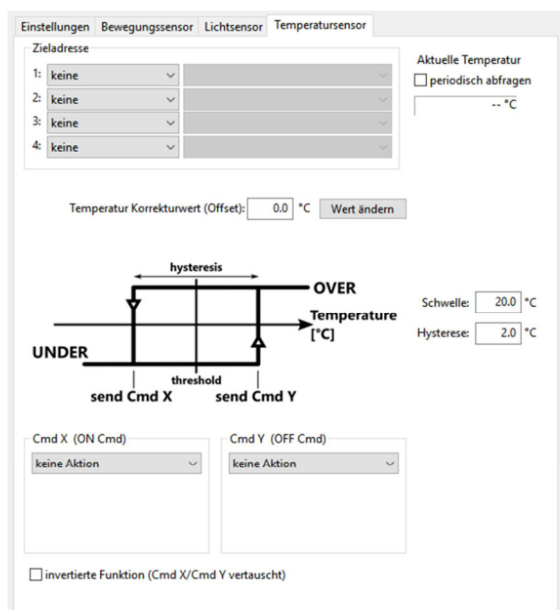 Einstellungen Bewegungssensor Lichtsensor Temperatursensor
Zieladresse
1: keine
2: keine
3: keine
4: keine
Aktuelle Temperatur
periodisch abfragen
-- °C
Temperatur Korrekturwert (Offset): 0.0 °C Wert ändern
hysteresis
OVER
Temperature
[°C]
UNDER
threshold
send Cmd X send Cmd Y
Schwelle: 20.0 °C
Hysterese: 2.0 °C
Cmd X (ON Cmd)
keine Aktion
Cmd Y (OFF Cmd)
keine Aktion
invertierte Funktion (Cmd X/Cmd Y vertauscht)